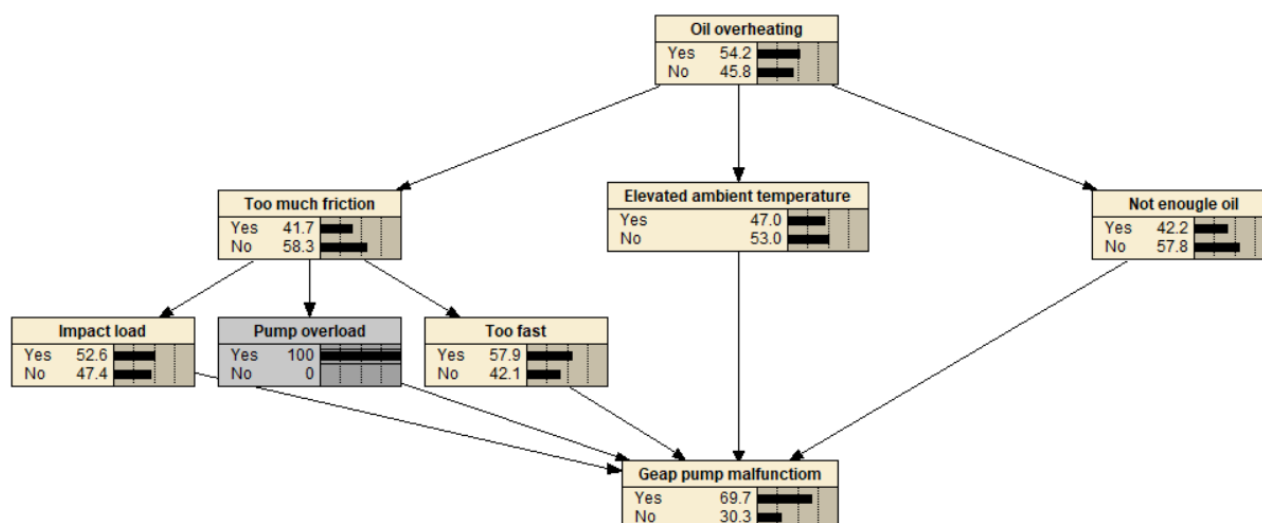 Oil overheating
Yes 54.2
No 45.8
Too much friction
Yes 41.7
No 58.3
Elevated ambient temperature
Yes 47.0
No 53.0
Not enougle oil
Yes 42.2
No 57.8
Impact load
Yes 52.6
No 47.4
Pump overload
Yes 100
No 0
Too fast
Yes 57.9
No 42.1
Geap pump malfunctiom
Yes 69.7
No 30.3